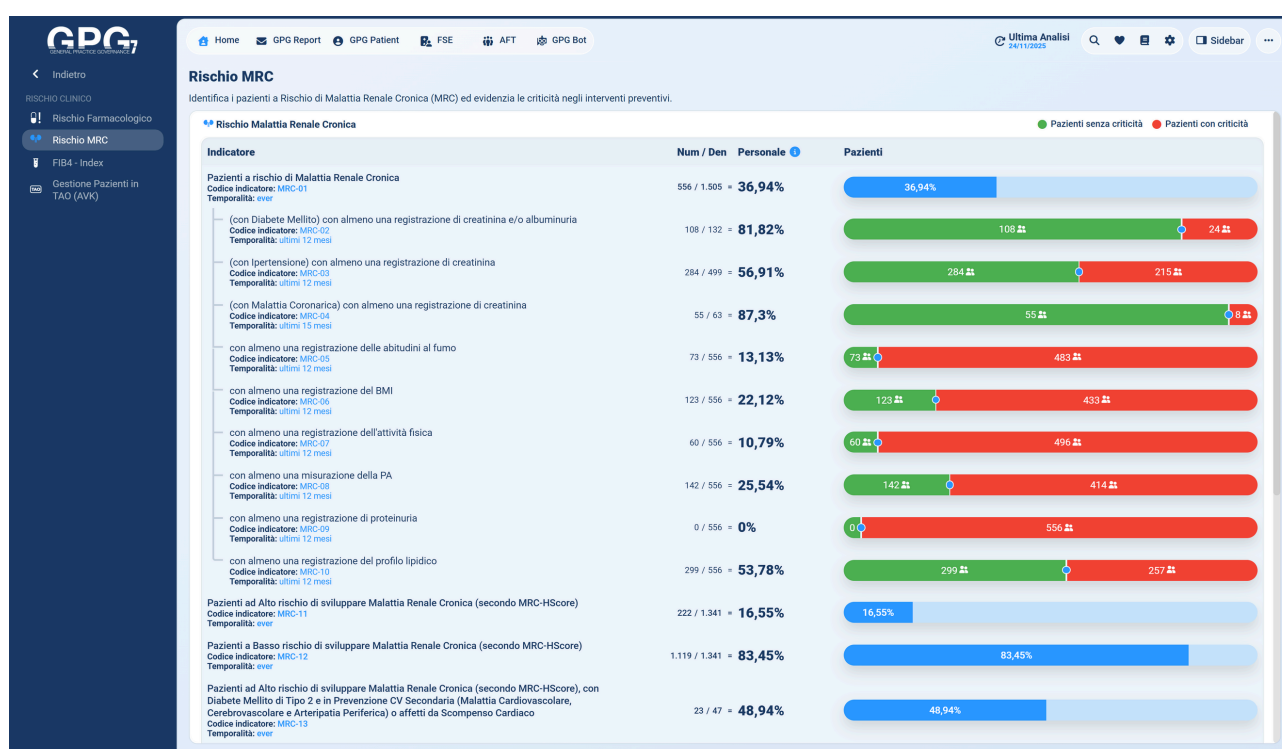 GPG7
GENERAL PRACTICE GOVERNANCE
Home GPG Report GPG Patient FSE AFT GPG Bot
Ultima Analisi
24/11/2025
Sidebar
Indietro
RISCHIO CLINICO
Rischio Farmacologico
Rischio MRC
FIB4 - Index
TAO
Gestione Pazienti in
TAO (AVK)
Rischio MRC
Identifica i pazienti a Rischio di Malattia Renale Cronica (MRC) ed evidenzia le criticità negli interventi preventivi.
Rischio Malattia Renale Cronica
Pazienti senza criticità Pazienti con criticità
Indicatore Num / Den Personale Pazienti
Pazienti a rischio di Malattia Renale Cronica
Codice indicatore: MRC-01
Temporalità: ever
556 / 1.505 = 36,94%
36,94%
(con Diabete Mellito) con almeno una registrazione di creatinina e/o albuminuria
Codice indicatore: MRC-02
Temporalità: ultimi 12 mesi
108 / 132 = 81,82%
108 24
(con Ipertensione) con almeno una registrazione di creatinina
Codice indicatore: MRC-03
Temporalità: ultimi 12 mesi
284 / 499 = 56,91%
284 215
(con Malattia Coronarica) con almeno una registrazione di creatinina
Codice indicatore: MRC-04
Temporalità: ultimi 15 mesi
55 / 63 = 87,3%
55 8
con almeno una registrazione delle abitudini al fumo
Codice indicatore: MRC-05
Temporalità: ultimi 12 mesi
73 / 556 = 13,13%
73 483
con almeno una registrazione del BMI
Codice indicatore: MRC-06
Temporalità: ultimi 12 mesi
123 / 556 = 22,12%
123 433
con almeno una registrazione dell'attività fisica
Codice indicatore: MRC-07
Temporalità: ultimi 12 mesi
60 / 556 = 10,79%
60 496
con almeno una misurazione della PA
Codice indicatore: MRC-08
Temporalità: ultimi 12 mesi
142 / 556 = 25,54%
142 414
con almeno una registrazione di proteinuria
Codice indicatore: MRC-09
Temporalità: ultimi 12 mesi
0 / 556 = 0%
0 556
con almeno una registrazione del profilo lipidico
Codice indicatore: MRC-10
Temporalità: ultimi 12 mesi
299 / 556 = 53,78%
299 257
Pazienti ad Alto rischio di sviluppare Malattia Renale Cronica (secondo MRC-HScore)
Codice indicatore: MRC-11
Temporalità: ever
222 / 1.341 = 16,55%
16,55%
Pazienti a Basso rischio di sviluppare Malattia Renale Cronica (secondo MRC-HScore)
Codice indicatore: MRC-12
Temporalità: ever
1.119 / 1.341 = 83,45%
83,45%
Pazienti ad Alto rischio di sviluppare Malattia Renale Cronica (secondo MRC-HScore), con
Diabete Mellito di Tipo 2 e in Prevenzione CV Secondaria (Malattia Cardiovascolare,
Cerebrovascolare e Arteripatia Periferica) o affetti da Scompenso Cardiaco
Codice indicatore: MRC-13
Temporalità: ever
23 / 47 = 48,94%
48,94%